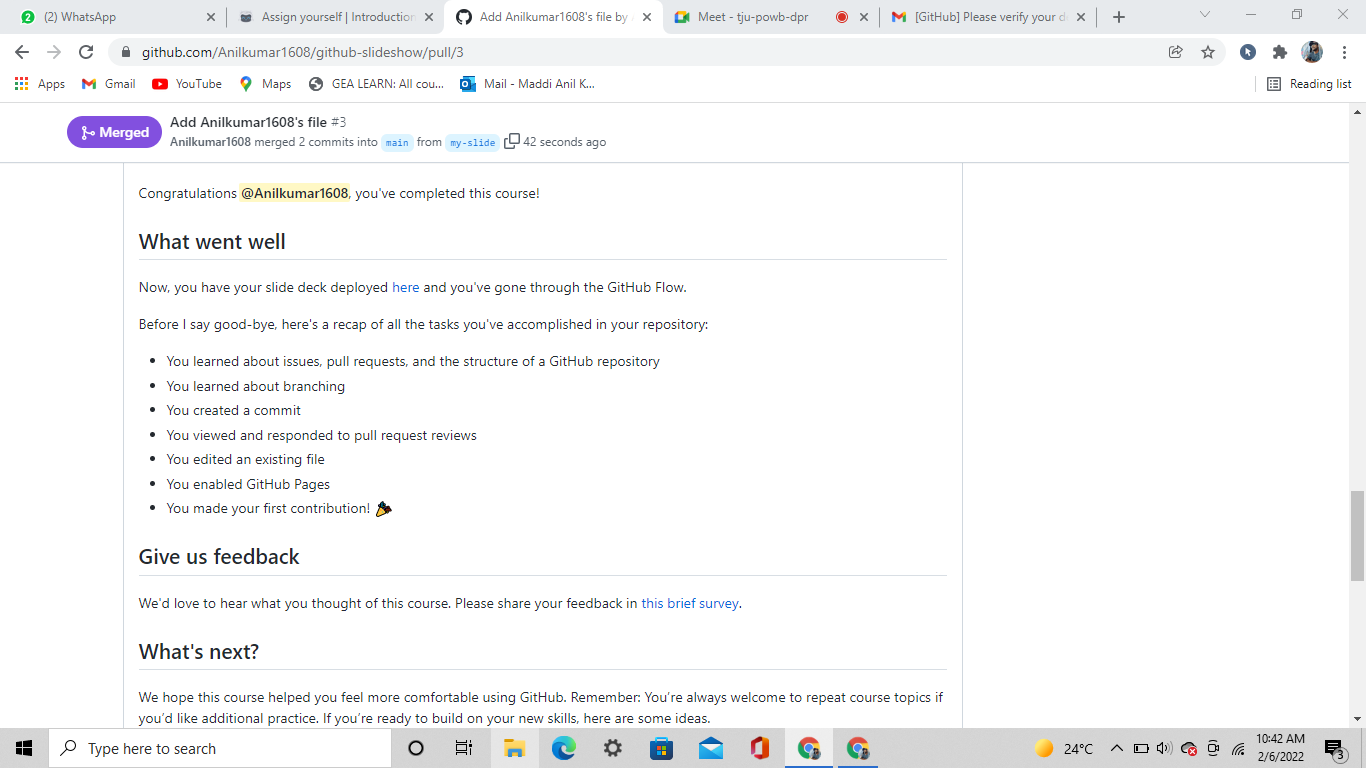 (2) WhatsApp
Assign yourself | Introduction
Add Anilkumar1608's file by
Meet - tju-powb-dpr
[GitHub] Please verify your d
github.com/Anilkumar1608/github-slideshow/pull/3
Apps
Gmail
YouTube
Maps
GEA LEARN: All cou...
Mail - Maddi Anil K...
Reading list
Merged
Add Anilkumar1608's file #3
Anilkumar1608 merged 2 commits into main from my-slide 42 seconds ago
Congratulations @Anilkumar1608, you've completed this course!
What went well
Now, you have your slide deck deployed here and you've gone through the GitHub Flow.
Before I say good-bye, here's a recap of all the tasks you've accomplished in your repository:
• You learned about issues, pull requests, and the structure of a GitHub repository
• You learned about branching
• You created a commit
• You viewed and responded to pull request reviews
• You edited an existing file
• You enabled GitHub Pages
• You made your first contribution! 🎉
Give us feedback
We'd love to hear what you thought of this course. Please share your feedback in this brief survey.
What's next?
We hope this course helped you feel more comfortable using GitHub. Remember: You’re always welcome to repeat course topics if
you’d like additional practice. If you’re ready to build on your new skills, here are some ideas.
Type here to search
24°C
10:42 AM
2/6/2022
3